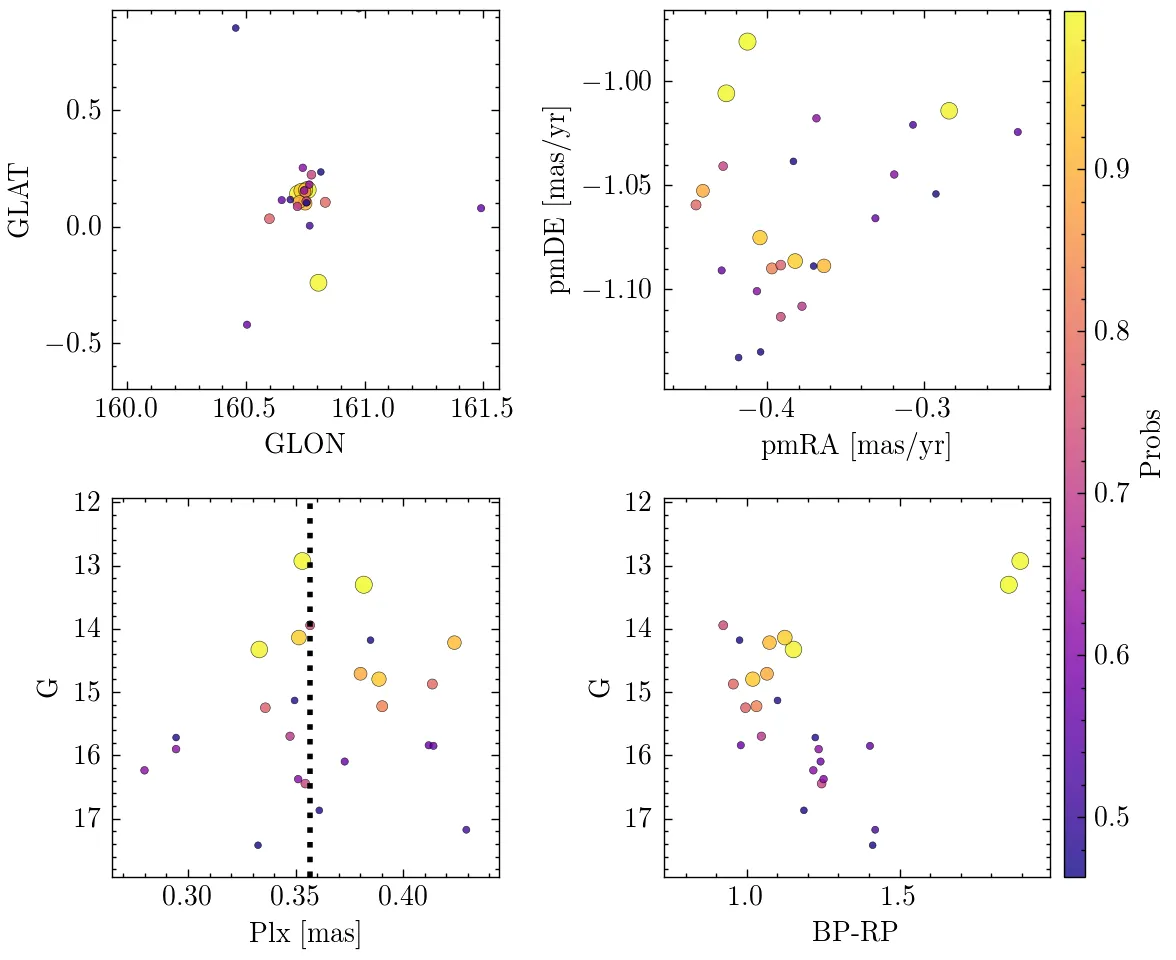 0.5
0.0
−0.5
GLAT
160.0 160.5 161.0 161.5
GLON
−1.00
−1.05
−1.10
pmDE [mas/yr]
−0.4 −0.3
pmRA [mas/yr]
12
13
14
15
16
17
G
0.30 0.35 0.40
Plx [mas]
12
13
14
15
16
17
G
1.0 1.5
BP-RP
0.9
0.8
0.7
0.6
0.5
Probs